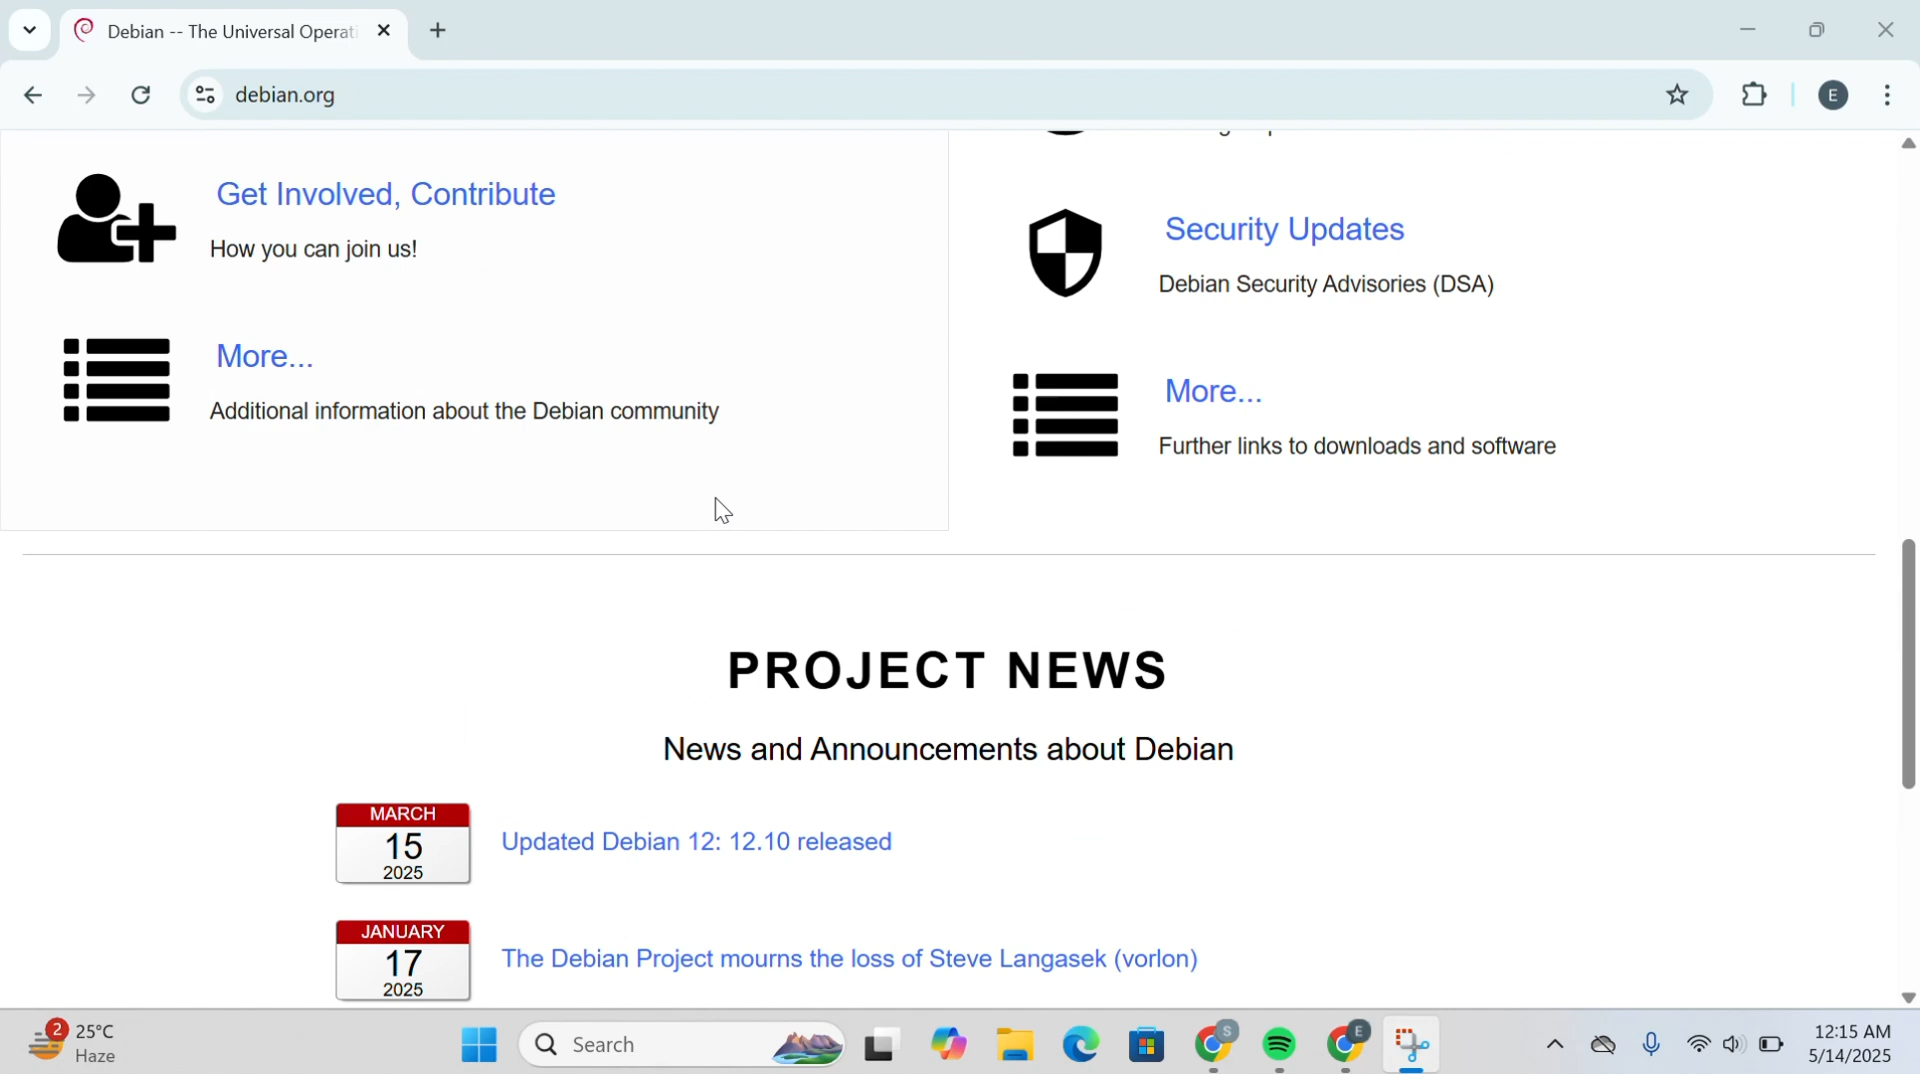 Debian -- The Universal Operati
debian.org
E
Get Involved, Contribute
How you can join us!
More...
Additional information about the Debian community
Security Updates
Debian Security Advisories (DSA)
More...
Further links to downloads and software
PROJECT NEWS
News and Announcements about Debian
MARCH
15
2025
Updated Debian 12: 12.10 released
JANUARY
17
2025
The Debian Project mourns the loss of Steve Langasek (vorlon)
2
25°C
Haze
Search
S
E
12:15 AM
5/14/2025